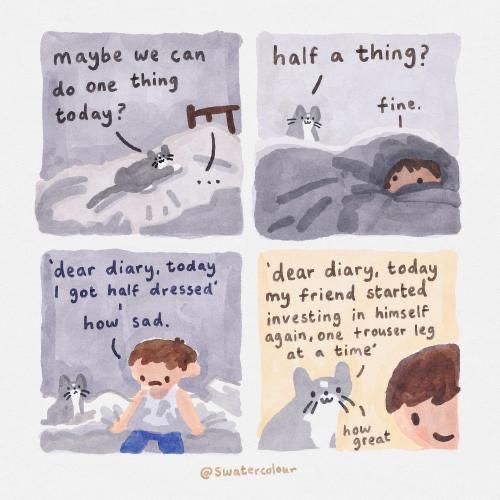 maybe we can
do one thing
today?
...
half a thing?
fine.
'dear diary, today
I got half dressed'
how sad.
'dear diary, today
my friend started
investing in himself
again, one trouser leg
at a time'
how
great
@swatercolour